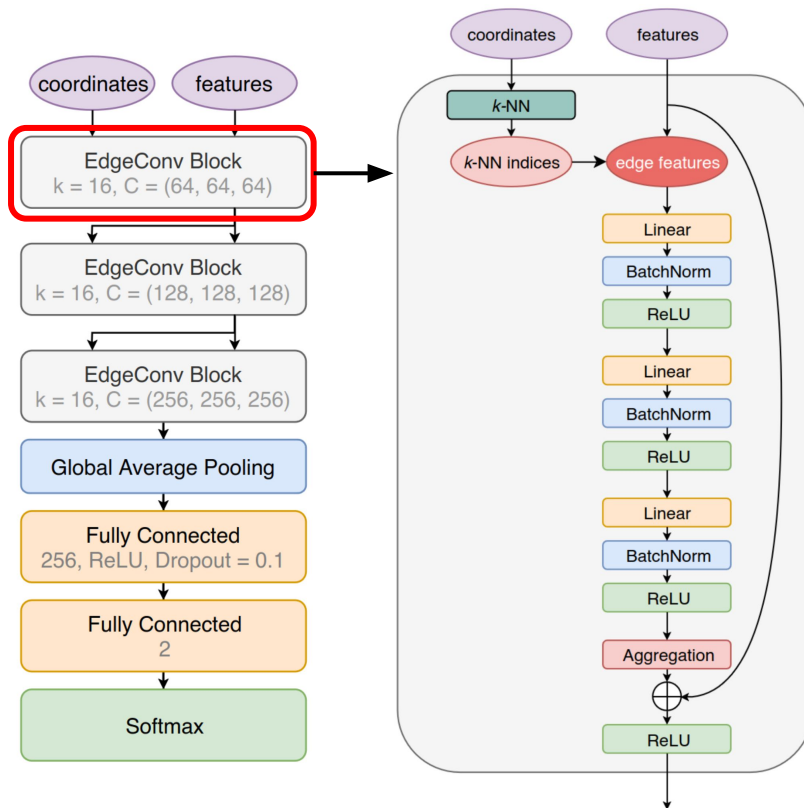 coordinates
features
EdgeConv Block
k = 16, C = (64, 64, 64)
EdgeConv Block
k = 16, C = (128, 128, 128)
EdgeConv Block
k = 16, C = (256, 256, 256)
Global Average Pooling
Fully Connected
256, ReLU, Dropout = 0.1
Fully Connected
2
Softmax
coordinates
features
k-NN
k-NN indices
edge features
Linear
BatchNorm
ReLU
Linear
BatchNorm
ReLU
Linear
BatchNorm
ReLU
Aggregation
ReLU